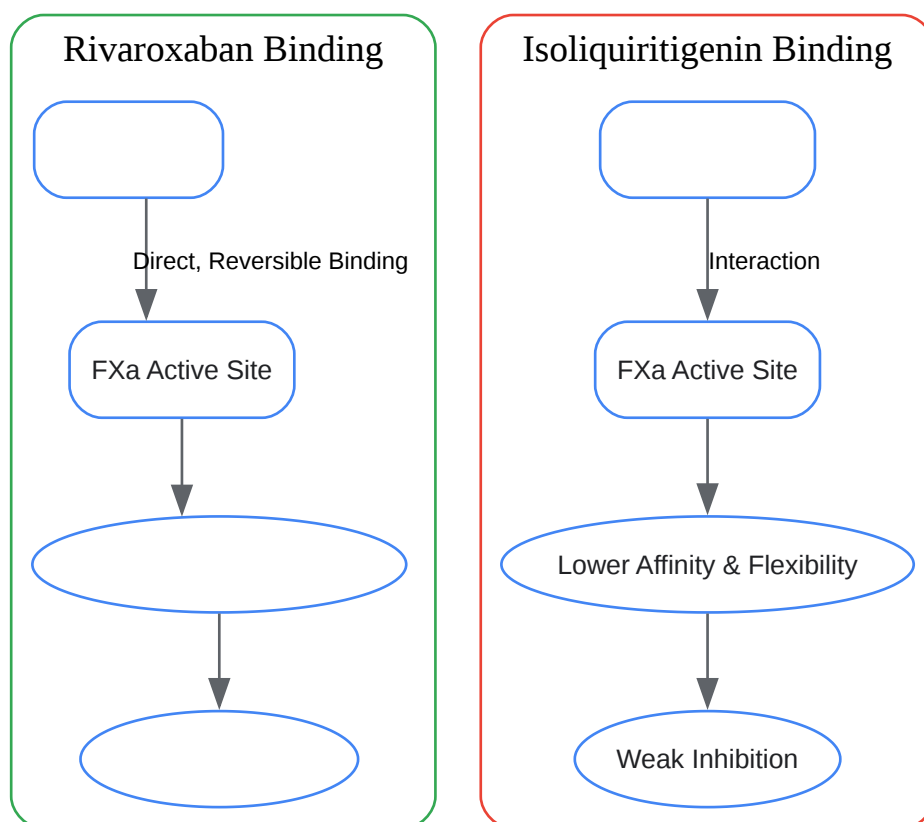 Rivaroxaban Binding
Direct, Reversible Binding
FXa Active Site
Isoliquiritigenin Binding
Interaction
FXa Active Site
Lower Affinity & Flexibility
Weak Inhibition